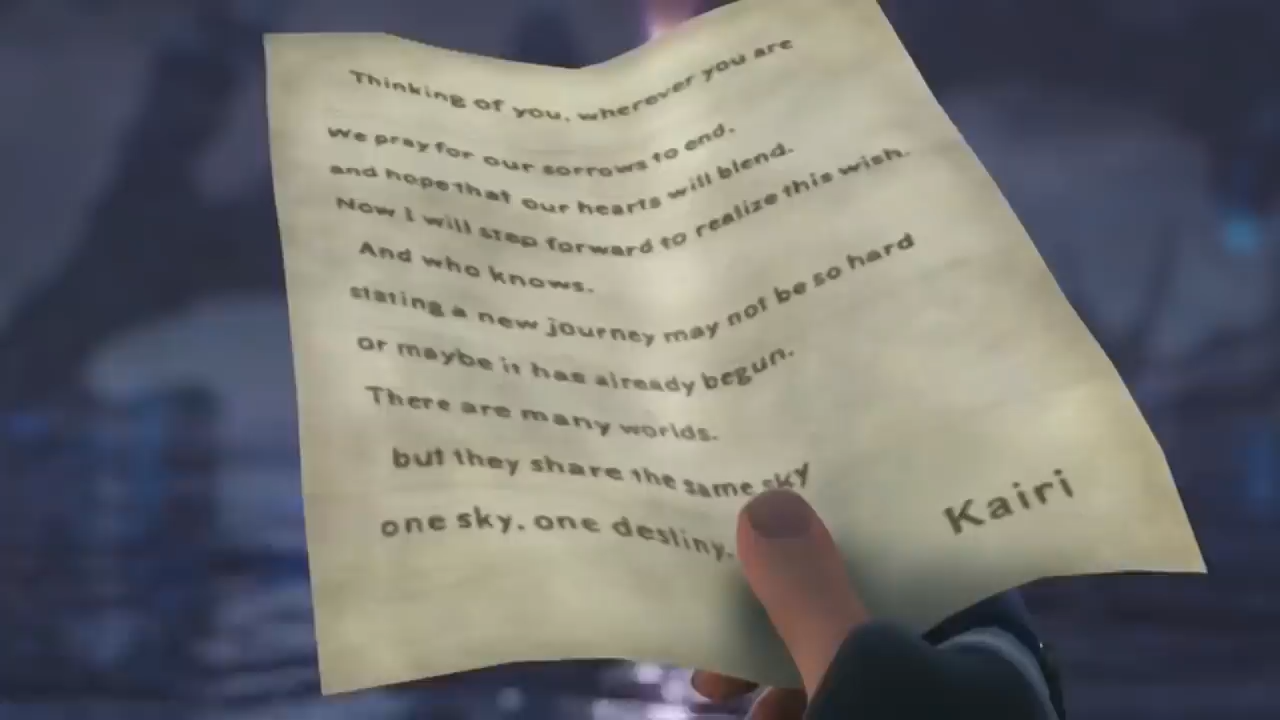 Thinking of you, wherever you are
We pray for our sorrows to end,
and hope that our hearts will blend.
Now I will step forward to realize this wish.
And who knows.
stating a new journey may not be so hard
or maybe it has already begun.
There are many worlds.
but they share the same sky
one sky, one destiny.
Kairi